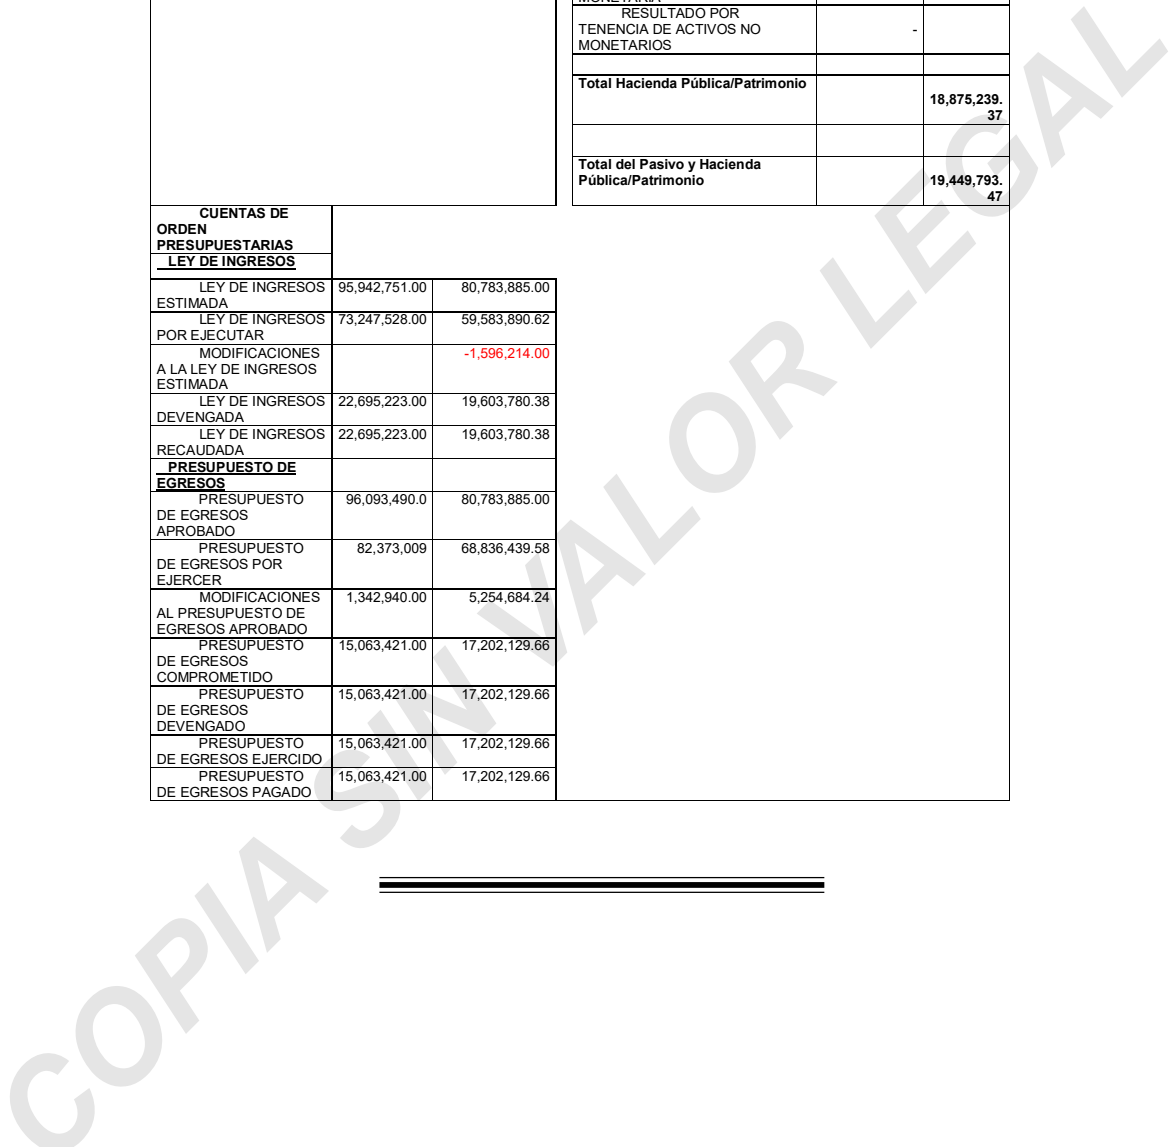 RESULTADO POR
TENENCIA DE ACTIVOS NO
MONETARIOS
-
Total Hacienda Pública/Patrimonio
18,875,239.
37
Total del Pasivo y Hacienda
Pública/Patrimonio
19,449,793.
47
CUENTAS DE
ORDEN
PRESUPUESTARIAS
LEY DE INGRESOS
LEY DE INGRESOS 95,942,751.00 80,783,885.00
ESTIMADA
LEY DE INGRESOS 73,247,528.00 59,583,890.62
POR EJECUTAR
MODIFICACIONES -1,596,214.00
A LA LEY DE INGRESOS
ESTIMADA
LEY DE INGRESOS 22,695,223.00 19,603,780.38
DEVENGADA
LEY DE INGRESOS 22,695,223.00 19,603,780.38
RECAUDADA
PRESUPUESTO DE
EGRESOS
PRESUPUESTO 96,093,490.0 80,783,885.00
DE EGRESOS
APROBADO
PRESUPUESTO 82,373,009 68,836,439.58
DE EGRESOS POR
EJERCER
MODIFICACIONES 1,342,940.00 5,254,684.24
AL PRESUPUESTO DE
EGRESOS APROBADO
PRESUPUESTO 15,063,421.00 17,202,129.66
DE EGRESOS
COMPROMETIDO
PRESUPUESTO 15,063,421.00 17,202,129.66
DE EGRESOS
DEVENGADO
PRESUPUESTO 15,063,421.00 17,202,129.66
DE EGRESOS EJERCIDO
PRESUPUESTO 15,063,421.00 17,202,129.66
DE EGRESOS PAGADO
COPIA SIN VALOR LEGAL